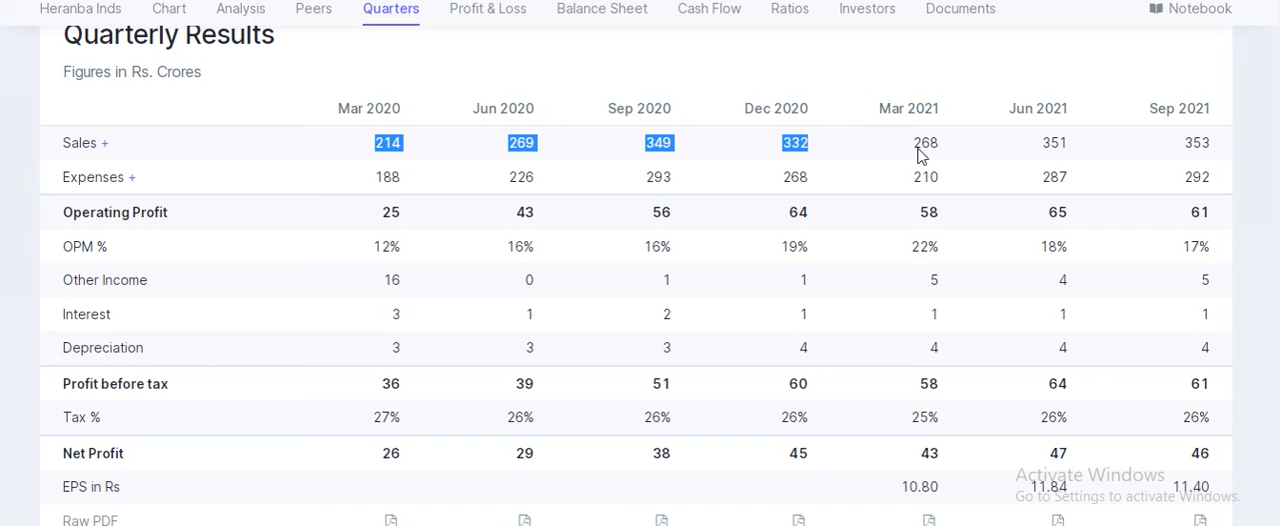 Heranba Inds Chart Analysis Peers Quarters Profit & Loss Balance Sheet Cash Flow Ratios Investors Documents Notebook
Quarterly Results
Figures in Rs. Crores
Mar 2020 Jun 2020 Sep 2020 Dec 2020 Mar 2021 Jun 2021 Sep 2021
Sales + 214 269 349 332 268 351 353
Expenses + 188 226 293 268 210 287 292
Operating Profit 25 43 56 64 58 65 61
OPM % 12% 16% 16% 19% 22% 18% 17%
Other Income 16 0 1 1 5 4 5
Interest 3 1 2 1 1 1 1
Depreciation 3 3 3 4 4 4 4
Profit before tax 36 39 51 60 58 64 61
Tax % 27% 26% 26% 26% 25% 26% 26%
Net Profit 26 29 38 45 43 47 46
EPS in Rs 10.80 11.84 11.40
Raw PDF
Activate Windows
Go to Settings to activate Windows.